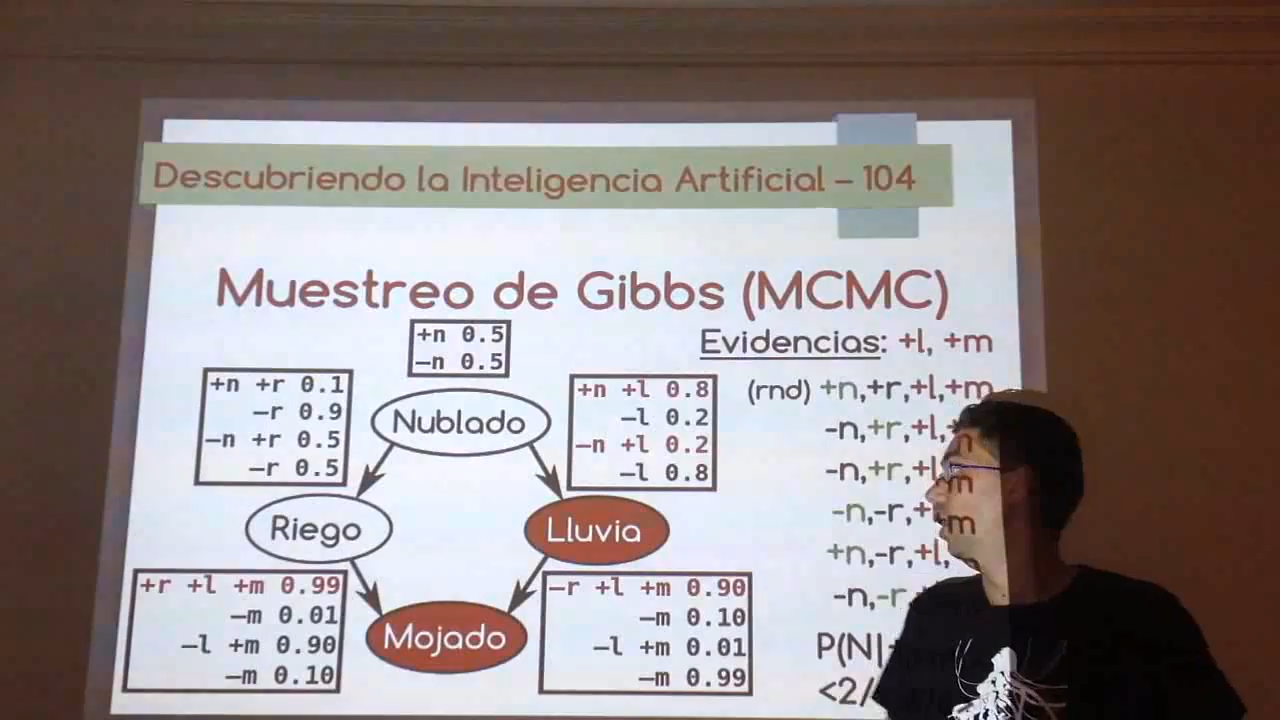 Descubriendo la Inteligencia Artificial – 104
Muestreo de Gibbs (MCMC)
+n 0.5
–n 0.5
Evidencias: +l, +m
+n +r 0.1
–r 0.9
–n +r 0.5
–r 0.5
Nublado
+n +l 0.8
–l 0.2
–n +l 0.2
–l 0.8
(rnd) +n,+r,+l,+m
-n,+r,+l,+m
-n,+r,+l,+m
-n,-r,+l,+m
+n,-r,+l,
-n,-r,
Riego
Lluvia
+r +l +m 0.99
–m 0.01
–l +m 0.90
–m 0.10
Mojado
–r +l +m 0.90
–m 0.10
–l +m 0.01
–m 0.99
P(N|
<2/